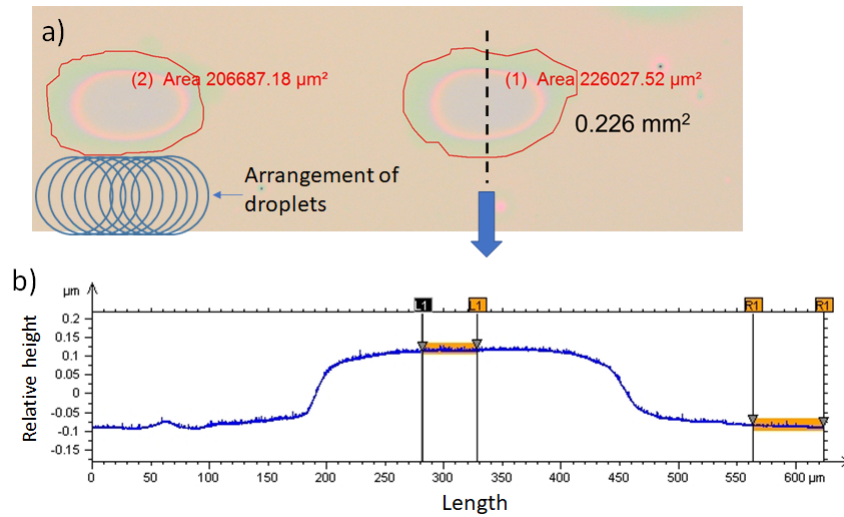 a)
(2) Area 206687.18 µm²
(1) Area 226027.52 µm²
0.226 mm²
Arrangement of
droplets
b)
µm
L1
L1
R1
R1
Relative height
0.2
0.15
0.1
0.05
0
-0.05
-0.1
-0.15
0 50 100 150 200 250 300 350 400 450 500 550 600 µm
Length